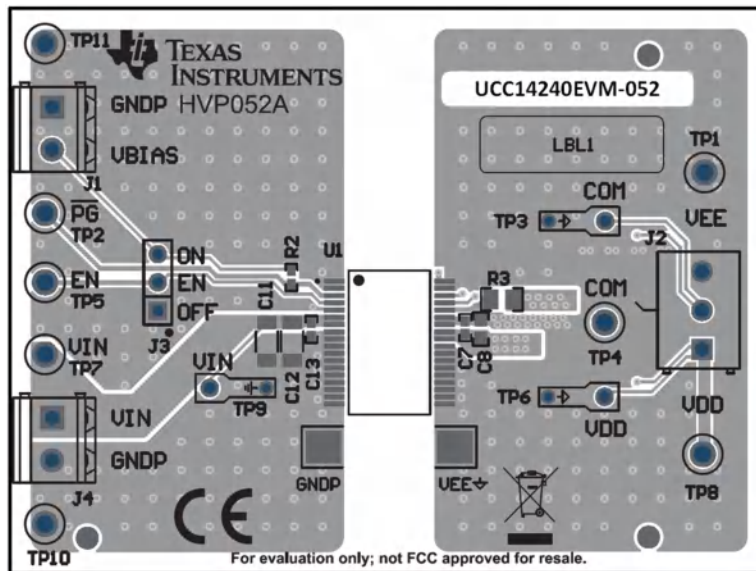 TP11
TEXAS
INSTRUMENTS
HVP052A
GNDP
VBIAS
J1
PG
TP2
EN
TP5
VIN
TP7
ON
EN
OFF
J3
R2
U1
C11
C12
C13
VIN
TP9
VIN
GNDP
J4
TP10
GNDP
CE
UCC14240EVM-052
LBL1
TP1
VEE
COM
TP3
J2
R3
COM
TP4
C7
C8
TP6
VDD
VDD
TP8
VEE
For evaluation only; not FCC approved for resale.